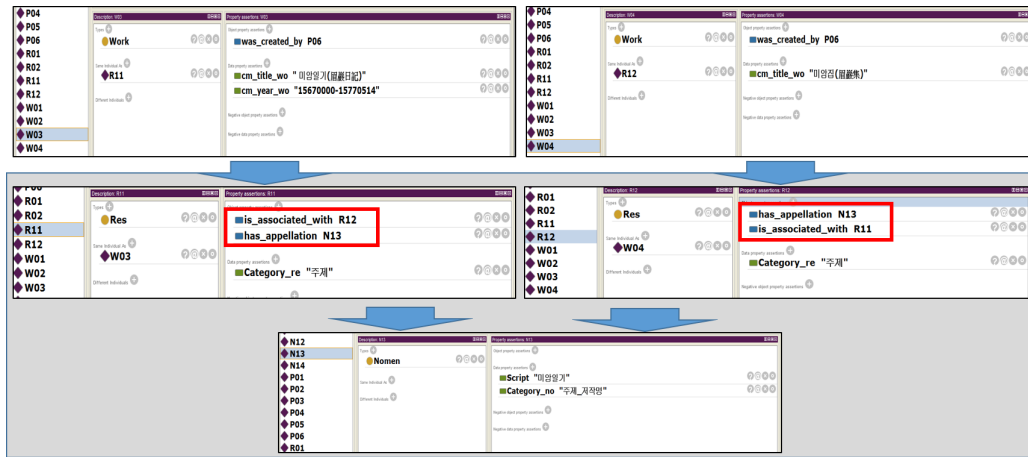 P04
P05
P06
R01
R02
R11
R12
W01
W02
W03
W04
Description: W03
Types
Work
Same Individual As
R11
Different Individuals
Property assertions: W03
Object property assertions
was_created_by P06
Data property assertions
cm_title_wo " 미암일기(眉巖日記)"
cm_year_wo "15670000-15770514"
Negative object property assertions
Negative data property assertions
P04
P05
P06
R01
R02
R11
R12
W01
W02
W03
W04
Description: W04
Types
Work
Same Individual As
R12
Different Individuals
Property assertions: W04
Object property assertions
was_created_by P06
Data property assertions
cm_title_wo "미암집(眉巖集)"
Negative object property assertions
Negative data property assertions
R01
R02
R11
R12
W01
W02
W03
Description: R11
Types
Res
Same Individual As
W03
Different Individuals
Property assertions: R11
is_associated_with R12
has_appellation N13
Data property assertions
Category_re "주제"
R01
R02
R11
R12
W01
W02
W03
W04
Description: R12
Types
Res
Same Individual As
W04
Different Individuals
Property assertions: R12
has_appellation N13
is_associated_with R11
Data property assertions
Category_re "주제"
Negative object property assertions
N12
N13
N14
P01
P02
P03
P04
P05
P06
R01
Description: N13
Types
Nomen
Same Individual As
Different Individuals
Property assertions: N13
Object property assertions
Data property assertions
Script "미암일기"
Category_no "주제_저작명"
Negative object property assertions
Negative data property assertions